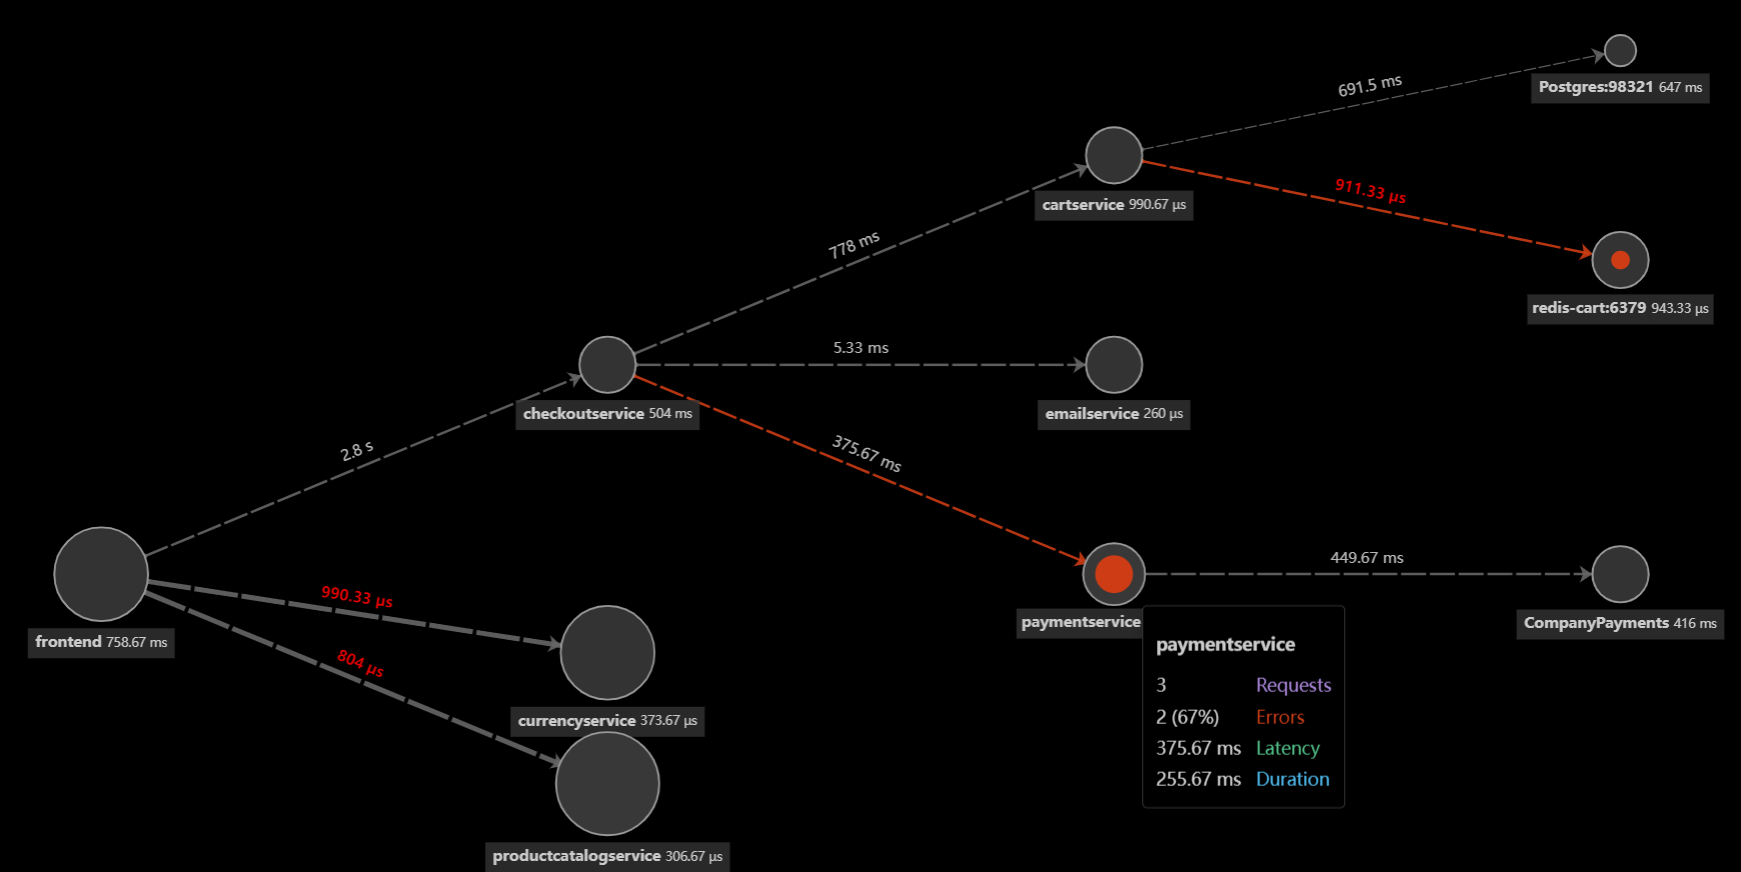 691.5 ms
Postgres:98321 647 ms
911.33 µs
cartservice 990.67 µs
778 ms
redis-cart:6379 943.33 µs
5.33 ms
checkoutservice 504 ms
emailservice 260 µs
2.8 s
375.67 ms
449.67 ms
990.33 µs
frontend 758.67 ms
paymentservice
CompanyPayments 416 ms
804 µs
currencyservice 373.67 µs
productcatalogservice 306.67 µs
paymentservice
3 Requests
2 (67%) Errors
375.67 ms Latency
255.67 ms Duration